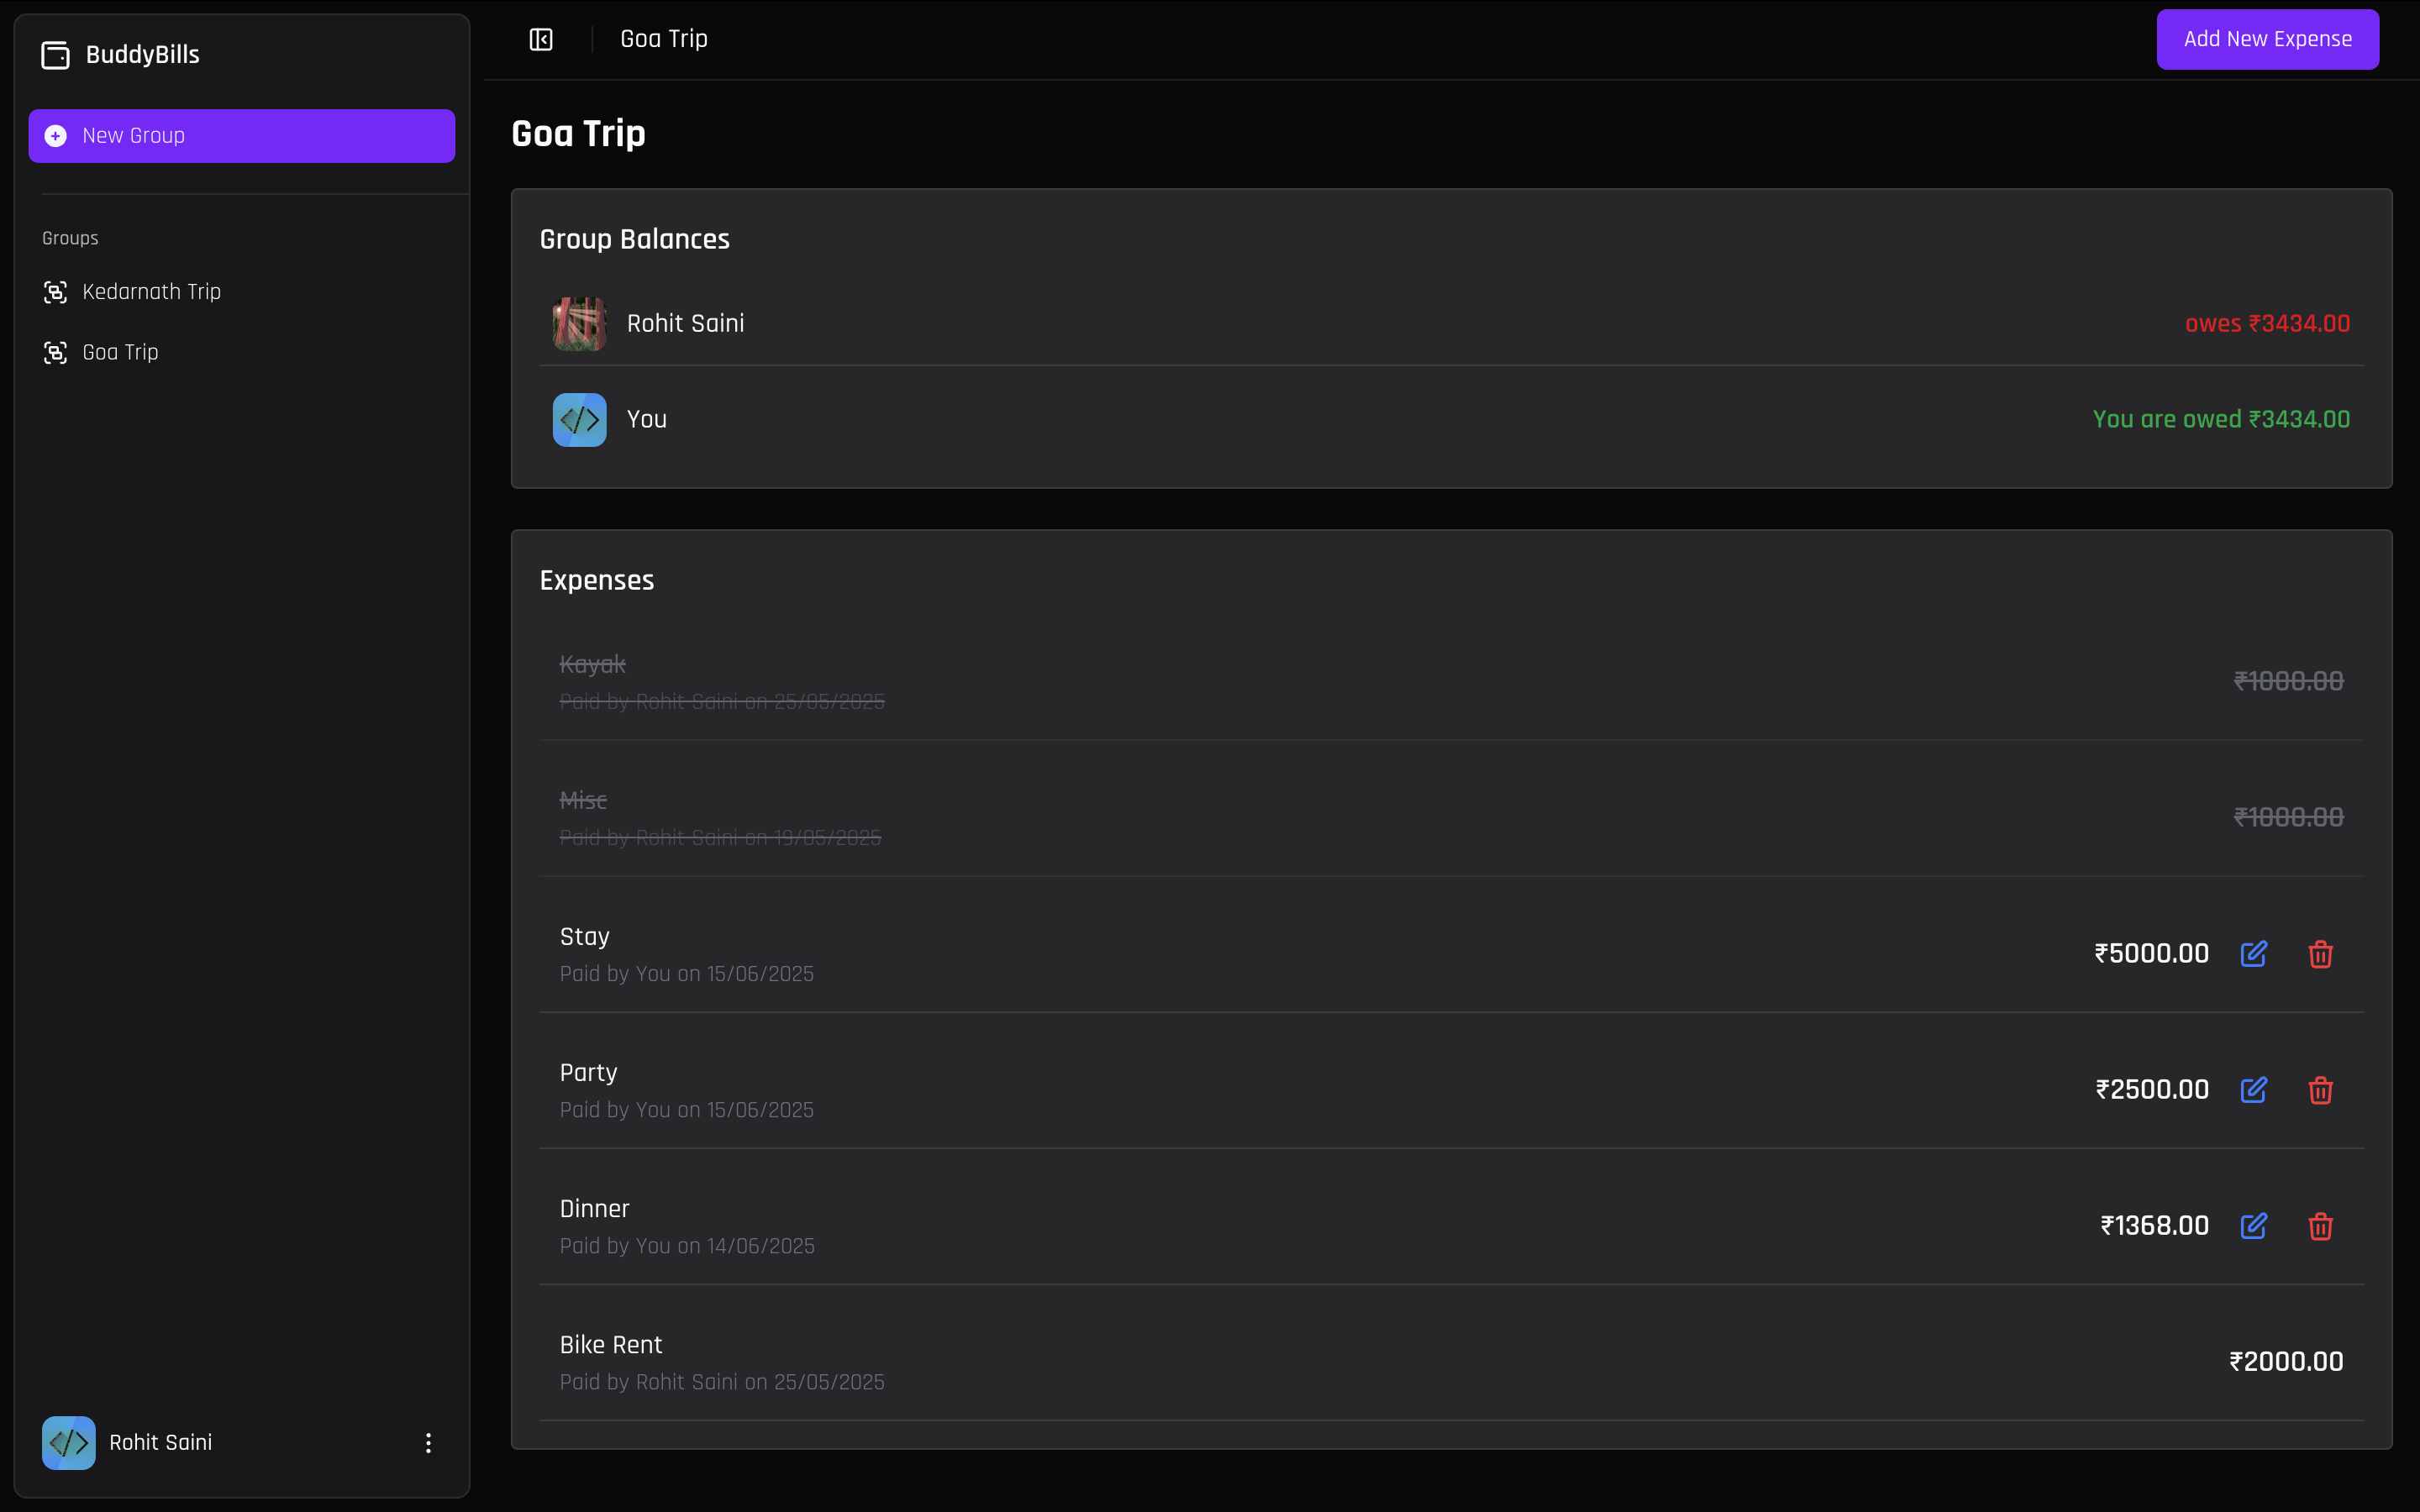 BuddyBills
New Group
Groups
Kedarnath Trip
Goa Trip
Rohit Saini
Goa Trip
Add New Expense
Goa Trip
Group Balances
Rohit Saini
owes ₹3434.00
You
You are owed ₹3434.00
Expenses
Kayak
Paid by Rohit Saini on 25/05/2025
₹1000.00
Misc
Paid by Rohit Saini on 19/05/2025
₹1000.00
Stay
Paid by You on 15/06/2025
₹5000.00
Party
Paid by You on 15/06/2025
₹2500.00
Dinner
Paid by You on 14/06/2025
₹1368.00
Bike Rent
Paid by Rohit Saini on 25/05/2025
₹2000.00